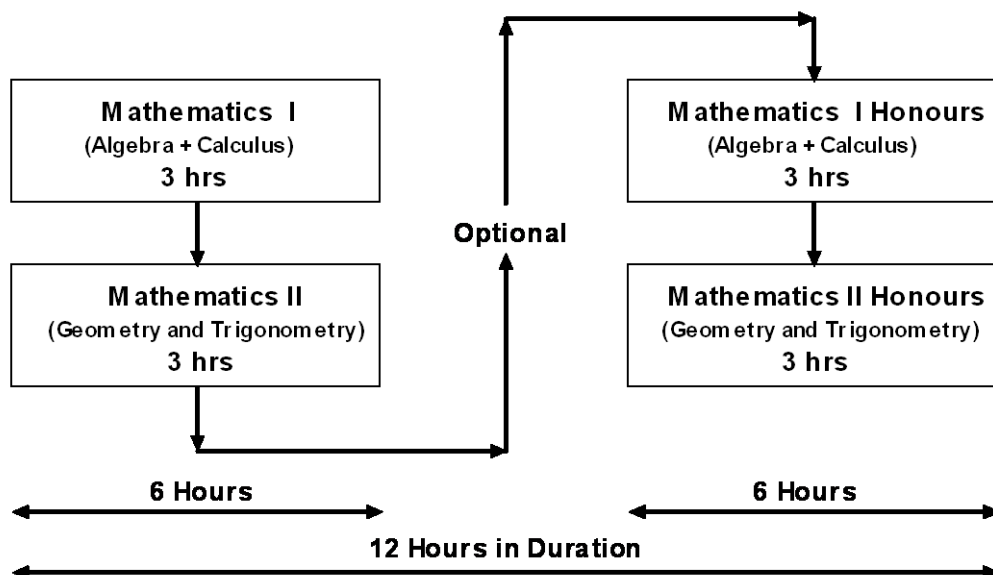 Mathematics I
(Algebra + Calculus)
3 hrs
Mathematics II
(Geometry and Trigonometry)
3 hrs
Optional
Mathematics I Honours
(Algebra + Calculus)
3 hrs
Mathematics II Honours
(Geometry and Trigonometry)
3 hrs
6 Hours
6 Hours
12 Hours in Duration